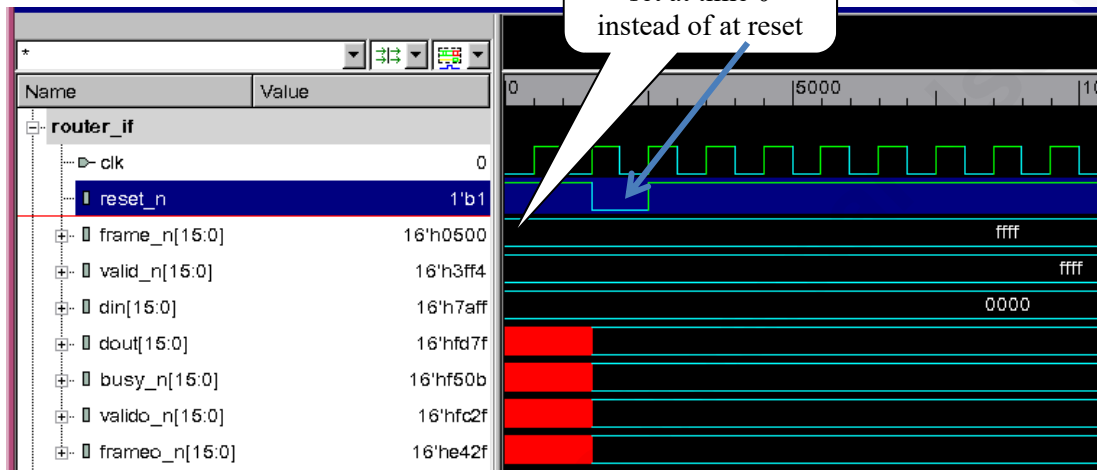 instead of at reset
*
Name Value 0 5000
router_if
clk 0
reset_n 1'b1
frame_n[15:0] 16'h0500 ffff
valid_n[15:0] 16'h3ff4 ffff
din[15:0] 16'h7aff 0000
dout[15:0] 16'hfd7f
busy_n[15:0] 16'hf50b
valido_n[15:0] 16'hfc2f
frameo_n[15:0] 16'he42f